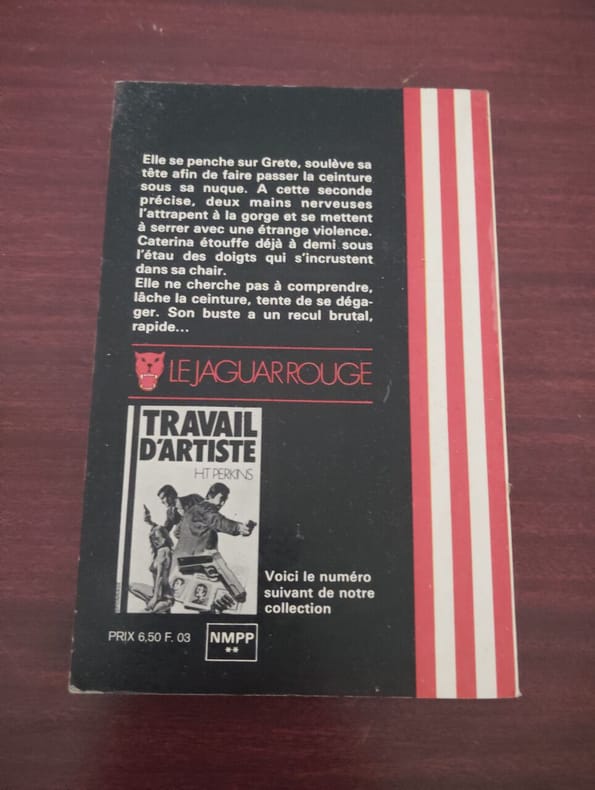 Elle se penche sur Grete, soulève sa
tête afin de faire passer la ceinture
sous sa nuque. A cette seconde
précise, deux mains nerveuses
l'attrapent à la gorge et se mettent
à serrer avec une étrange violence.
Caterina étouffe déjà à demi sous
l'étau des doigts qui s'incrustent
dans sa chair.
Elle ne cherche pas à comprendre,
lâche la ceinture, tente de se déga-
ger. Son buste a un recul brutal,
rapide...
LE JAGUAR ROUGE
TRAVAIL
D'ARTISTE
H.T PERKINS
Voici le numéro
suivant de notre
collection
PRIX 6,50 F. 03
NMPP
**